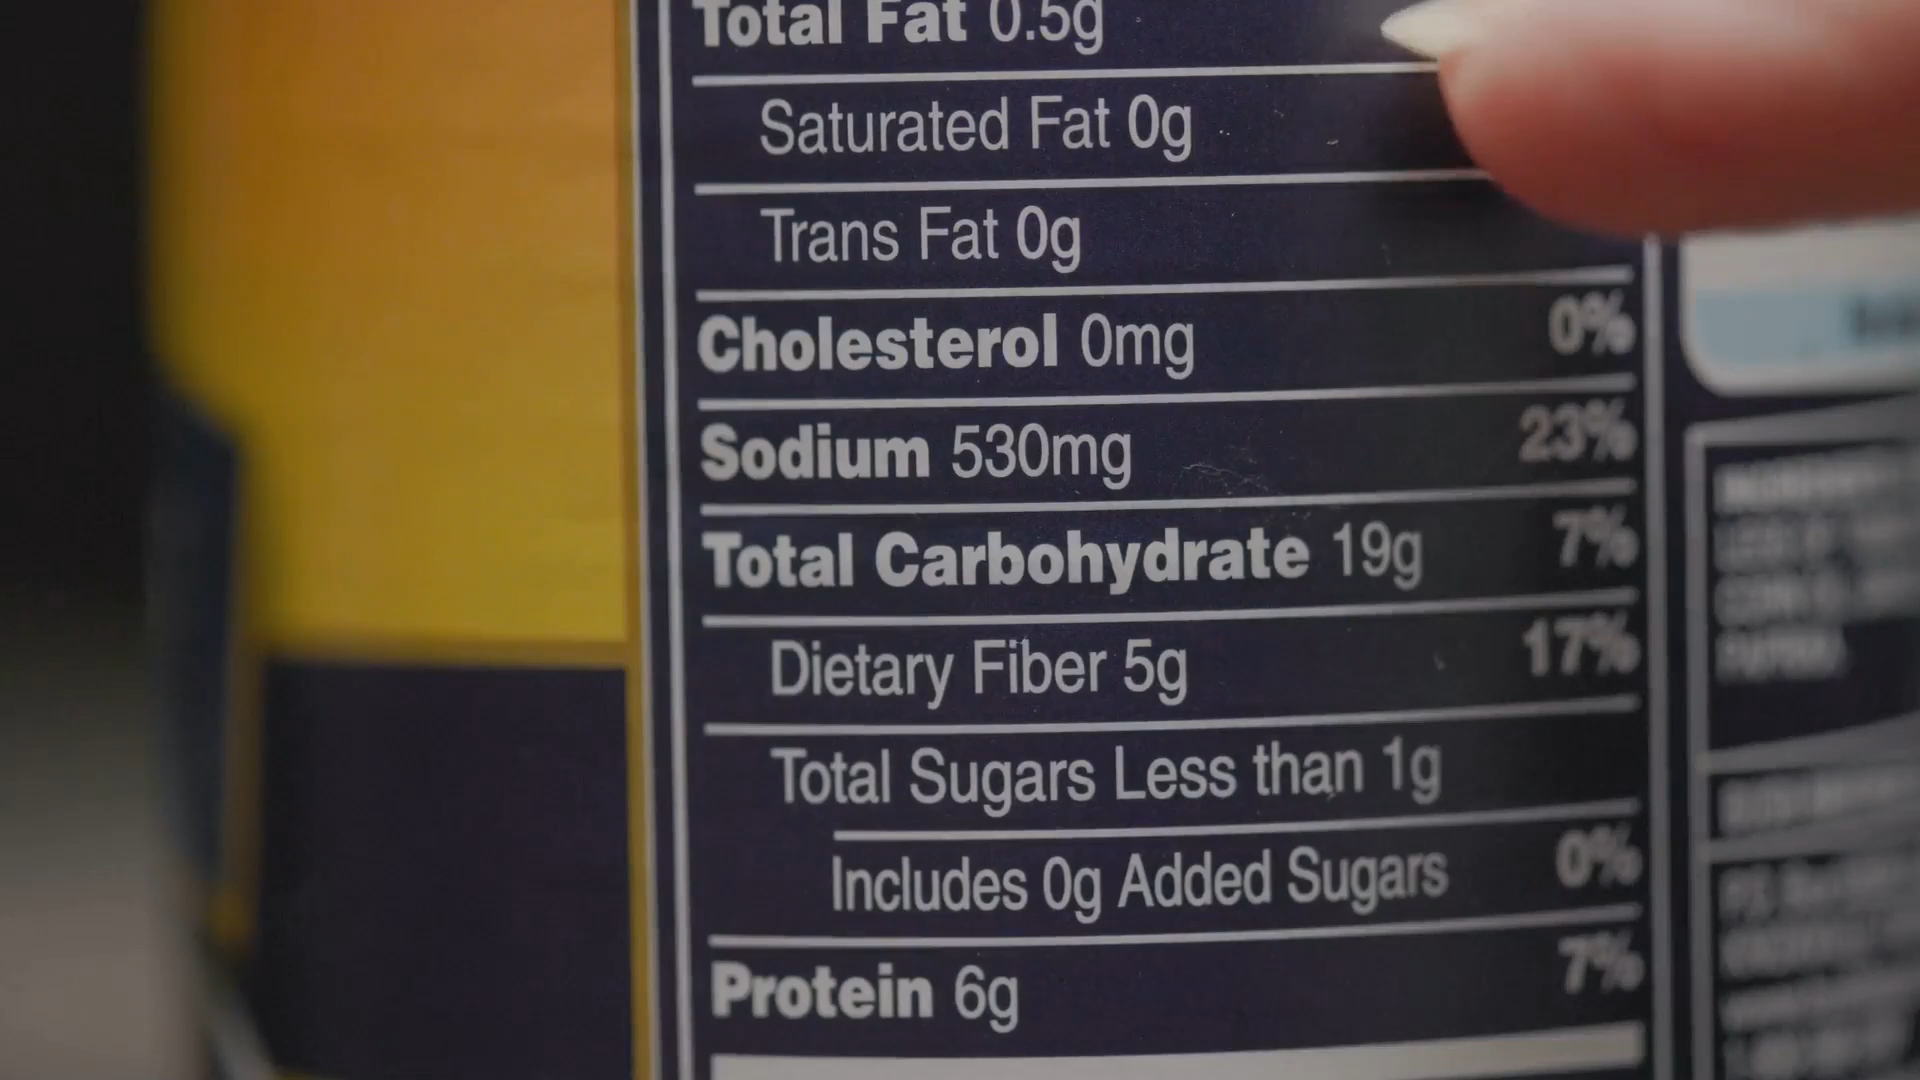 Total Fat 0.5g
Saturated Fat 0g
Trans Fat 0g
Cholesterol 0mg 0%
Sodium 530mg 23%
Total Carbohydrate 19g 7%
Dietary Fiber 5g 17%
Total Sugars Less than 1g
Includes 0g Added Sugars 0%
Protein 6g 7%